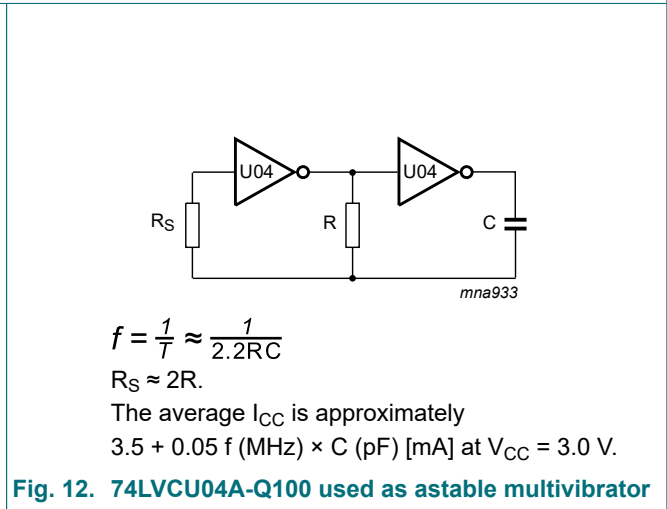 U04 U04
RS R C
mna933
f = 1/T ≈ 1/2.2RC
RS ≈ 2R.
The average ICC is approximately
3.5 + 0.05 f (MHz) × C (pF) [mA] at VCC = 3.0 V.
Fig. 12. 74LVCU04A-Q100 used as astable multivibrator